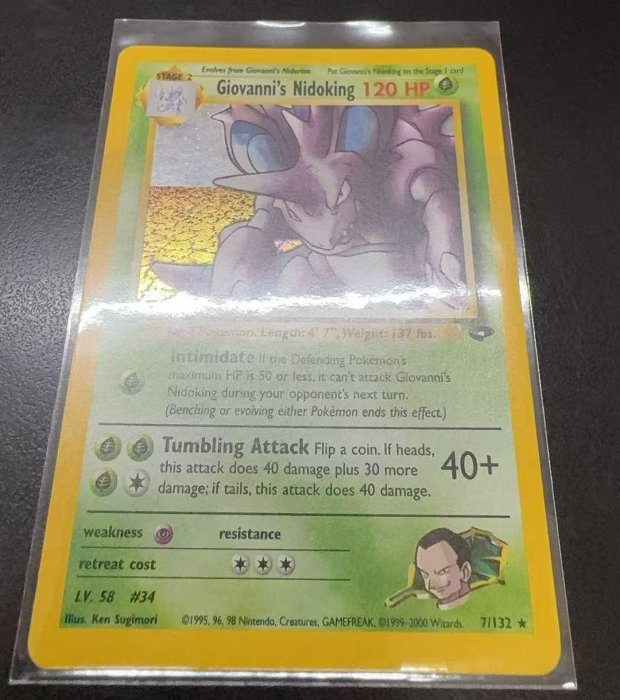 Evolves from Giovanni's Nidorino Put Giovanni's Nidoking on the Stage 1 card
STAGE 2
Giovanni's Nidoking 120 HP
Pokémon. Length: 4' 7", Weight: 137 lbs.
Intimidate If the Defending Pokémon's
maximum HP is 50 or less, it can't attack Giovanni's
Nidoking during your opponent's next turn.
(Benching or evolving either Pokémon ends this effect.)
Tumbling Attack Flip a coin. If heads,
this attack does 40 damage plus 30 more
damage; if tails, this attack does 40 damage.
40+
weakness resistance
retreat cost
LV. 58 #34
Illus. Ken Sugimori ©1995, 96, 98 Nintendo, Creatures, GAMEFREAK. ©1999-2000 Wizards. 7/132 ★